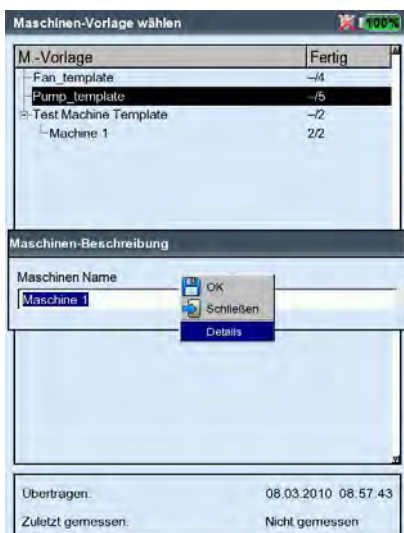 Maschinen-Vorlage wählen 100%
M.-Vorlage Fertig
Fan_template --/4
Pump_template --/5
Test Machine Template --/2
Machine 1 2/2
Maschinen-Beschreibung
Maschinen Name
Maschine 1
OK
Schließen
Details
Übertragen: 08.03.2010 08:57:43
Zuletzt gemessen: Nicht gemessen